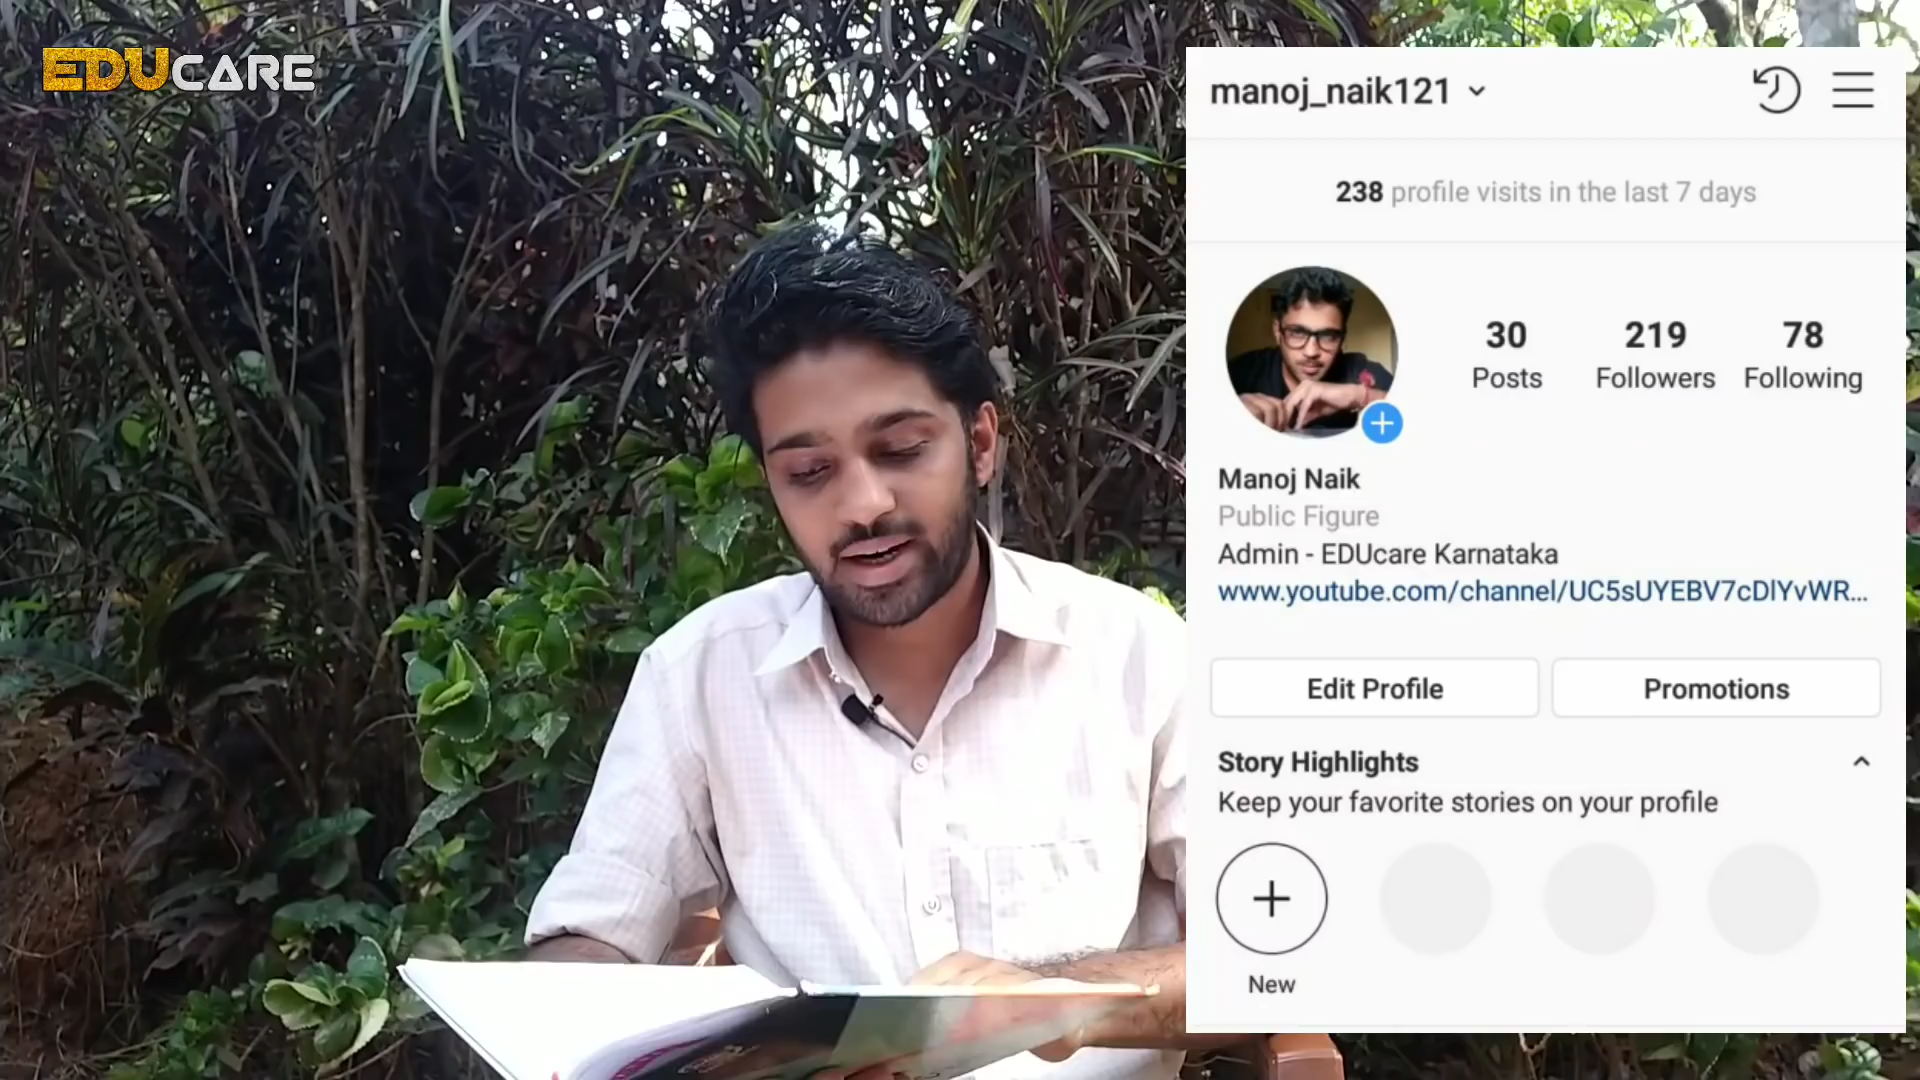 EDUCARE
manoj_naik121
238 profile visits in the last 7 days
30 219 78
Posts Followers Following
Manoj Naik
Public Figure
Admin - EDUcare Karnataka
www.youtube.com/channel/UC5sUYEBV7cDlYvWR...
Edit Profile Promotions
Story Highlights
Keep your favorite stories on your profile
New